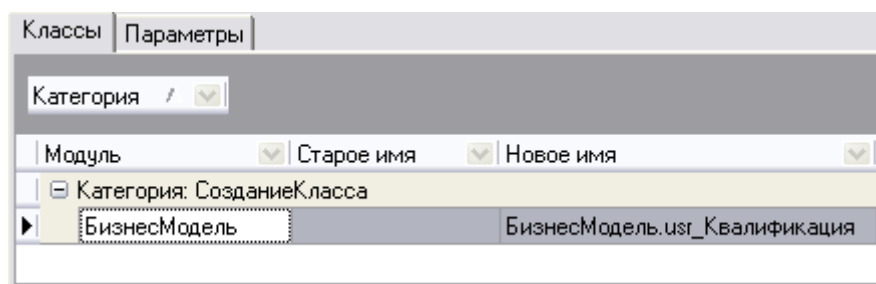 Классы Параметры
Категория /
Модуль Старое имя Новое имя
Категория: СозданиеКласса
БизнесМодель БизнесМодель.usr_Квалификация